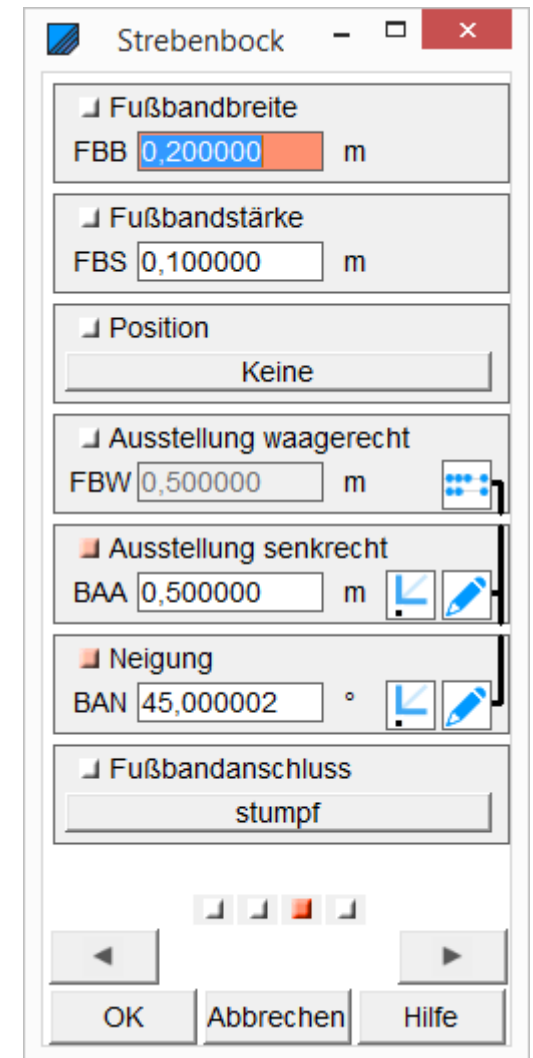 Strebenbock
Fußbandbreite
FBB 0,200000 m
Fußbandstärke
FBS 0,100000 m
Position
Keine
Ausstellung waagerecht
FBW 0,500000 m
Ausstellung senkrecht
BAA 0,500000 m
Neigung
BAN 45,000002 °
Fußbandanschluss
stumpf
OK Abbrechen Hilfe